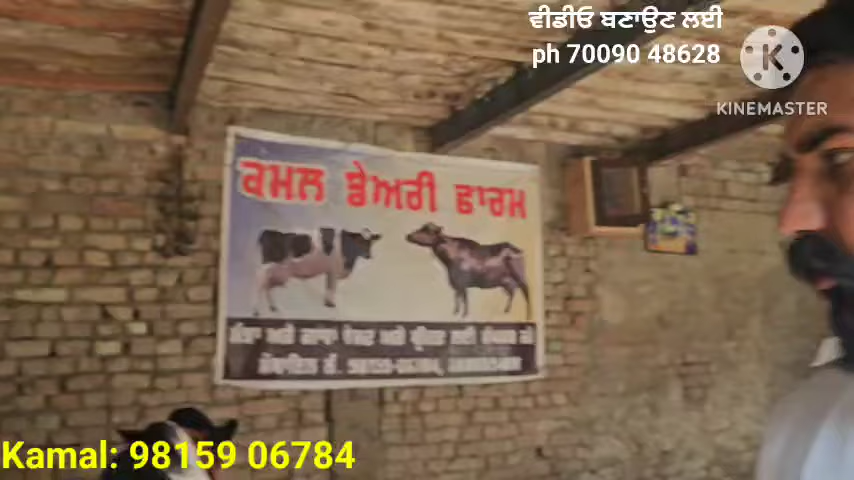 ਵੀਡੀਓ ਬਣਾਉਣ ਲਈ
ph 70090 48628
KINEMASTER
ਕਮਲ ਡੇਅਰੀ ਫਾਰਮ
Kamal: 98159 06784